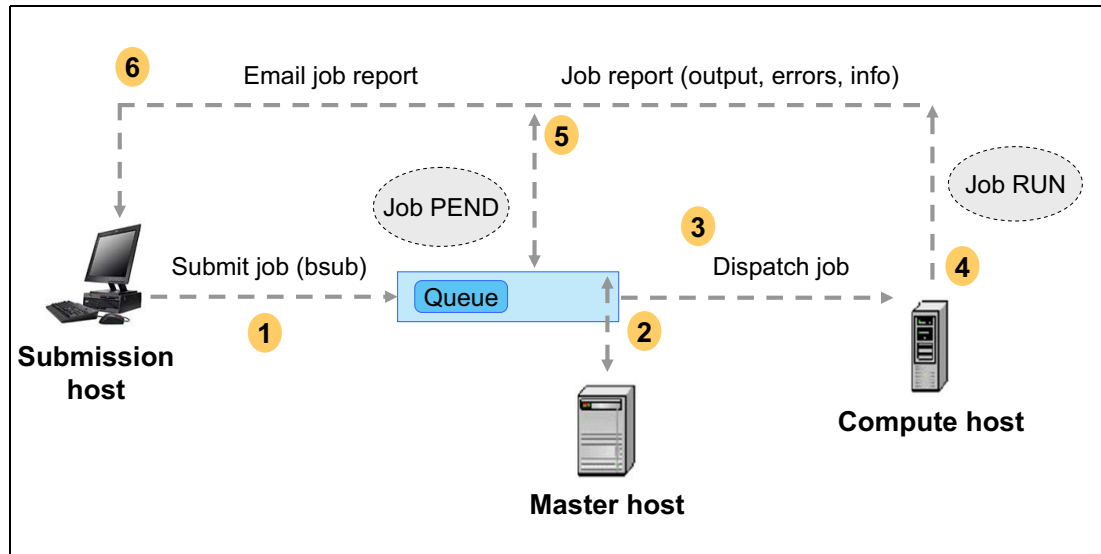 6
Email job report
Job report (output, errors, info)
5
Job PEND
Job RUN
3
Submit job (bsub)
Dispatch job
4
Queue
1
2
Submission
host
Compute host
Master host